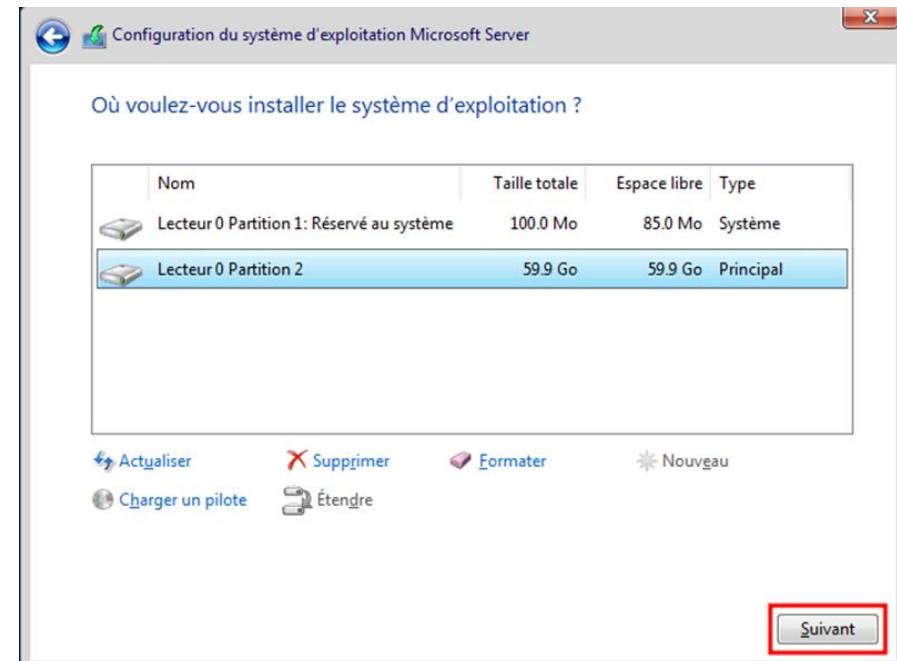 Configuration du système d'exploitation Microsoft Server
Où voulez-vous installer le système d'exploitation ?
Nom Taille totale Espace libre Type
Lecteur 0 Partition 1: Réservé au système 100.0 Mo 85.0 Mo Système
Lecteur 0 Partition 2 59.9 Go 59.9 Go Principal
Actualiser Supprimer Formater Nouveau
Charger un pilote Étendre
Suivant